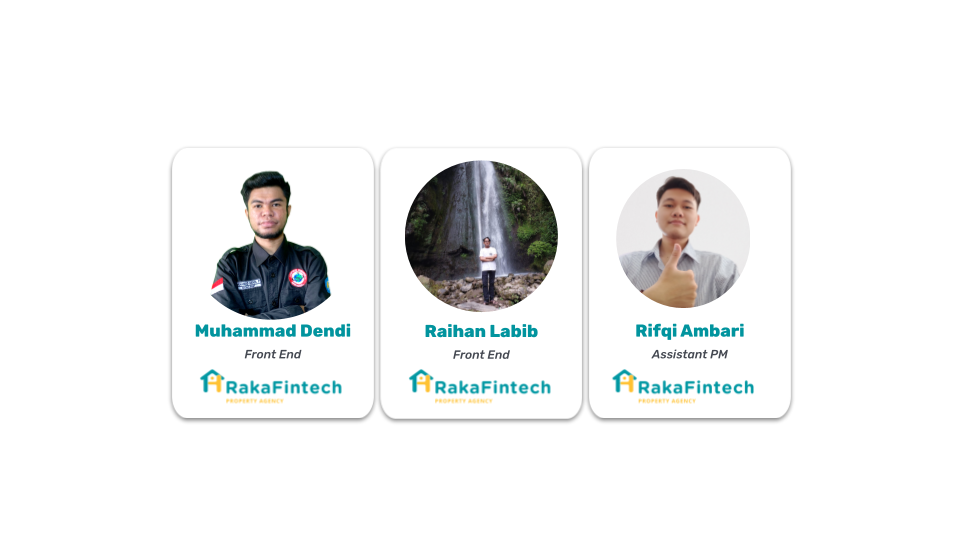 Muhammad Dendi
Front End
RakaFintech
PROPERTY AGENCY
Raihan Labib
Front End
RakaFintech
PROPERTY AGENCY
Rifqi Ambari
Assistant PM
RakaFintech
PROPERTY AGENCY